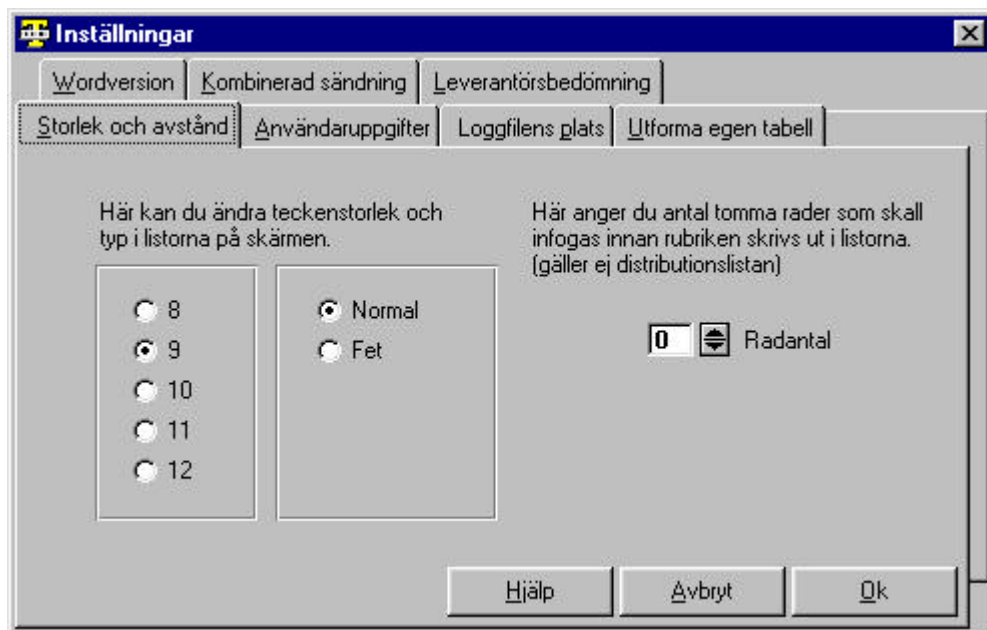 Inställningar
Wordversion Kombinerad sändning Leverantörsbedömning
Storlek och avstånd Användaruppgifter Loggfilens plats Utforma egen tabell
Här kan du ändra teckenstorlek och
typ i listorna på skärmen.
8
9
10
11
12
Normal
Fet
Här anger du antal tomma rader som skall
infogas innan rubriken skrivs ut i listorna.
(gäller ej distributionslistan)
0 Radantal
Hjälp Avbryt Ok